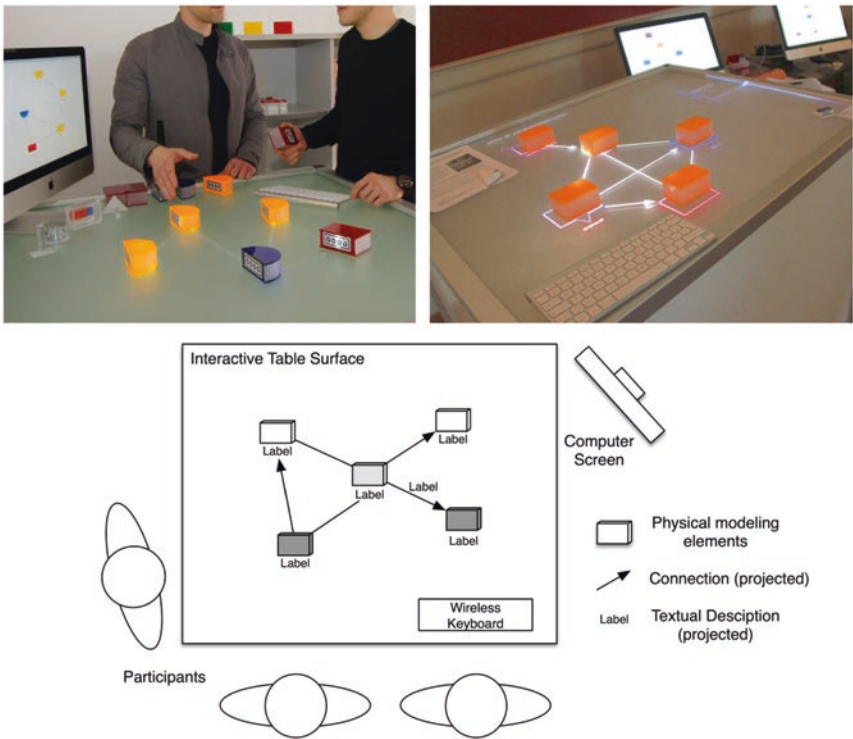 Interactive Table Surface
Label
Label
Label
Label
Label
Label
Wireless
Keyboard
Computer
Screen
Physical modeling
elements
Connection (projected)
Label
Textual Desciption
(projected)
Participants